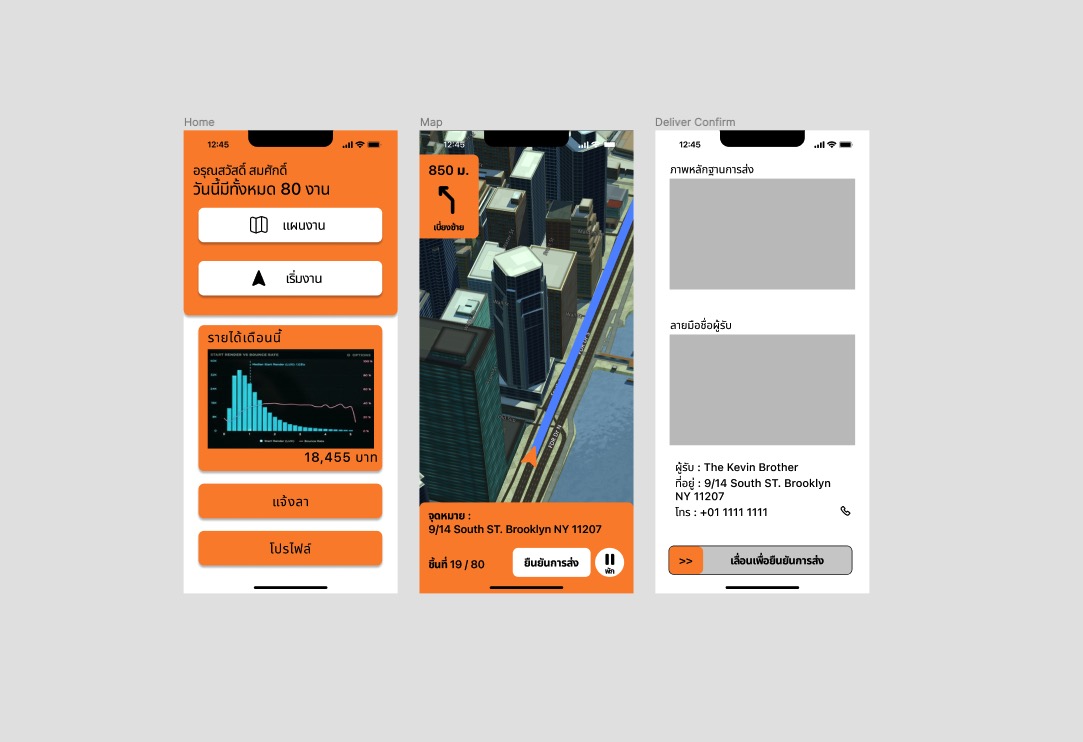 Home
12:45
อรุณสวัสดิ์ สมศักดิ์
วันนี้มีทั้งหมด 80 งาน
แผนงาน
เริ่มงาน
รายได้เดือนนี้
START RENDER VS BOUNCE RATE
OPTIONS
18,455 บาท
แจ้งลา
โปรไฟล์
Map
12:45
850 ม.
เบี่ยงซ้าย
FDR Dr N
จุดหมาย :
9/14 South ST. Brooklyn NY 11207
ชิ้นที่ 19 / 80
ยืนยันการส่ง
พัก
Deliver Confirm
12:45
ภาพหลักฐานการส่ง
ลายมือชื่อผู้รับ
ผู้รับ : The Kevin Brother
ที่อยู่ : 9/14 South ST. Brooklyn
NY 11207
โทร : +01 1111 1111
>>
เลื่อนเพื่อยืนยันการส่ง